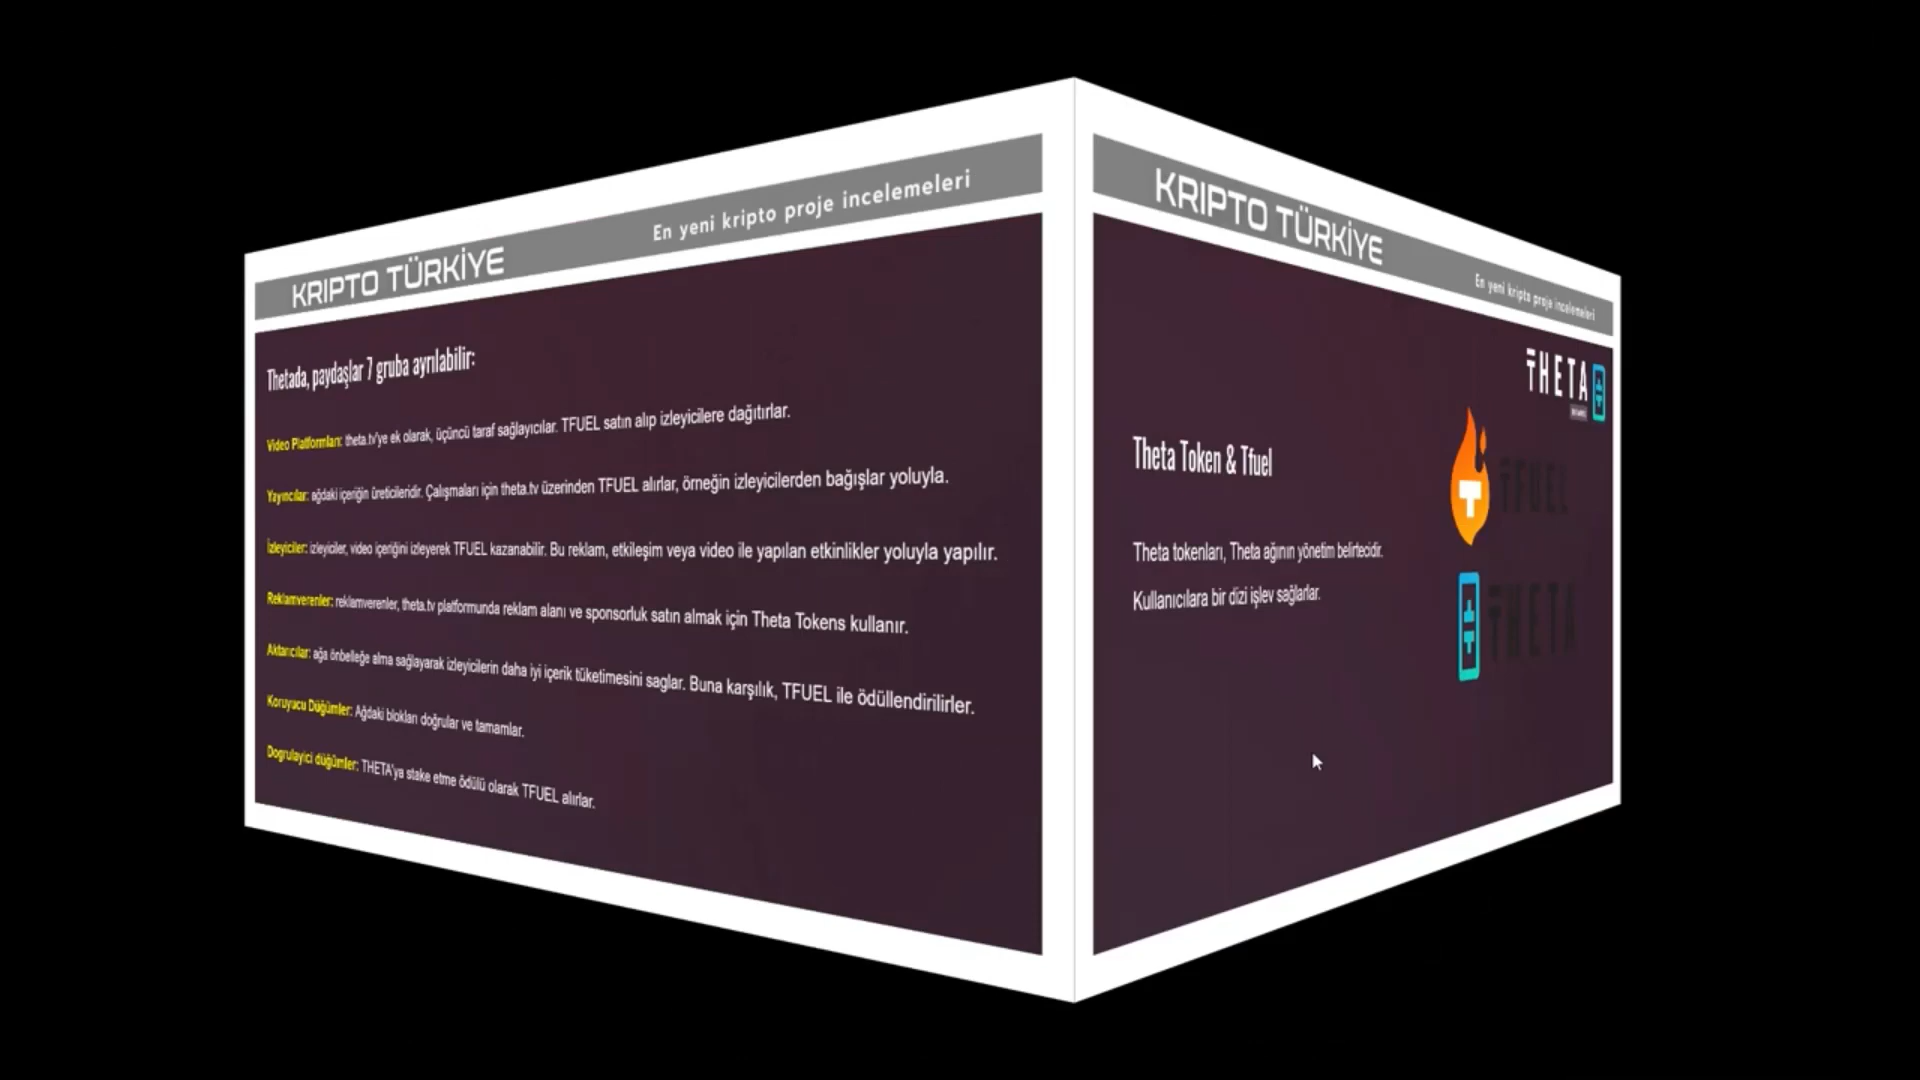 KRIPTO TÜRKİYE
En yeni kripto proje incelemeleri
Thetada, paydaşlar 7 gruba ayrılabilir:
Video Platformları: theta.tv'ye ek olarak, üçüncü taraf sağlayıcılar. TFUEL satın alıp izleyicilere dağıtırlar.
Yayıncılar: ağdaki içeriğin üreticileridir. Çalışmaları için theta.tv üzerinden TFUEL alırlar, örneğin izleyicilerden bağışlar yoluyla.
İzleyiciler: izleyiciler, video içeriğini izleyerek TFUEL kazanabilir. Bu reklam, etkileşim veya video ile yapılan etkinlikler yoluyla yapılır.
Reklamverenler: reklamverenler, theta.tv platformunda reklam alanı ve sponsorluk satın almak için Theta Tokens kullanır.
Aktarıcılar: ağa önbelleğe alma sağlayarak izleyicilerin daha iyi içerik tüketimesini saglar. Buna karşılık, TFUEL ile ödüllendirilirler.
Koruyucu Düğümler: Ağdaki blokları doğrular ve tamamlar.
Dogrulayici düğümler: THETA'ya stake etme ödülü olarak TFUEL alırlar.
KRIPTO TÜRKİYE
En yeni kripto proje incelemeleri
THETA
Theta Token & Tfuel
TFUEL
Theta tokenları, Theta ağının yönetim belirtecidir.
Kullanıcılara bir dizi işlev sağlarlar.
THETA